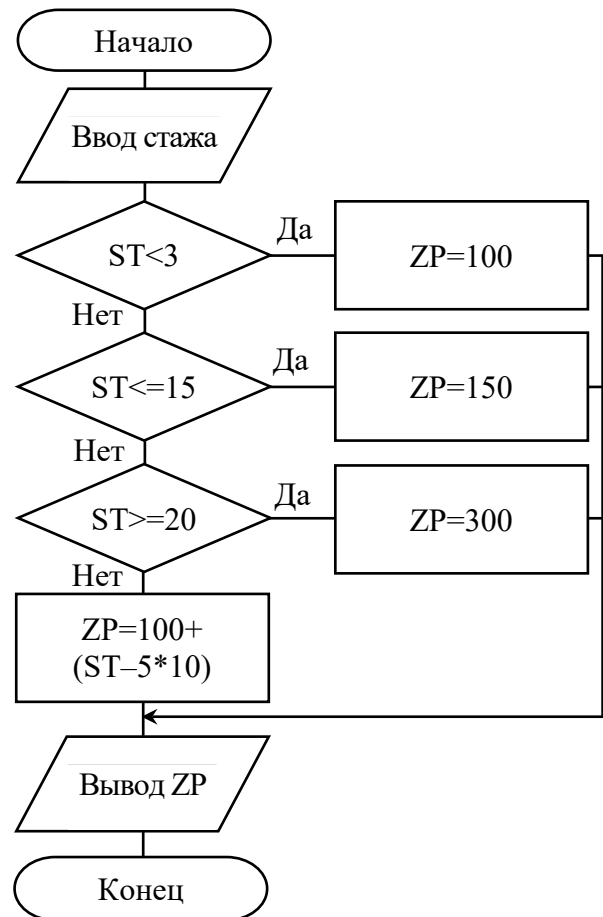 Начало
Ввод стажа
ST<3
Да
ZP=100
Нет
ST<=15
Да
ZP=150
Нет
ST>=20
Да
ZP=300
Нет
ZP=100+
(ST–5*10)
Вывод ZP
Конец